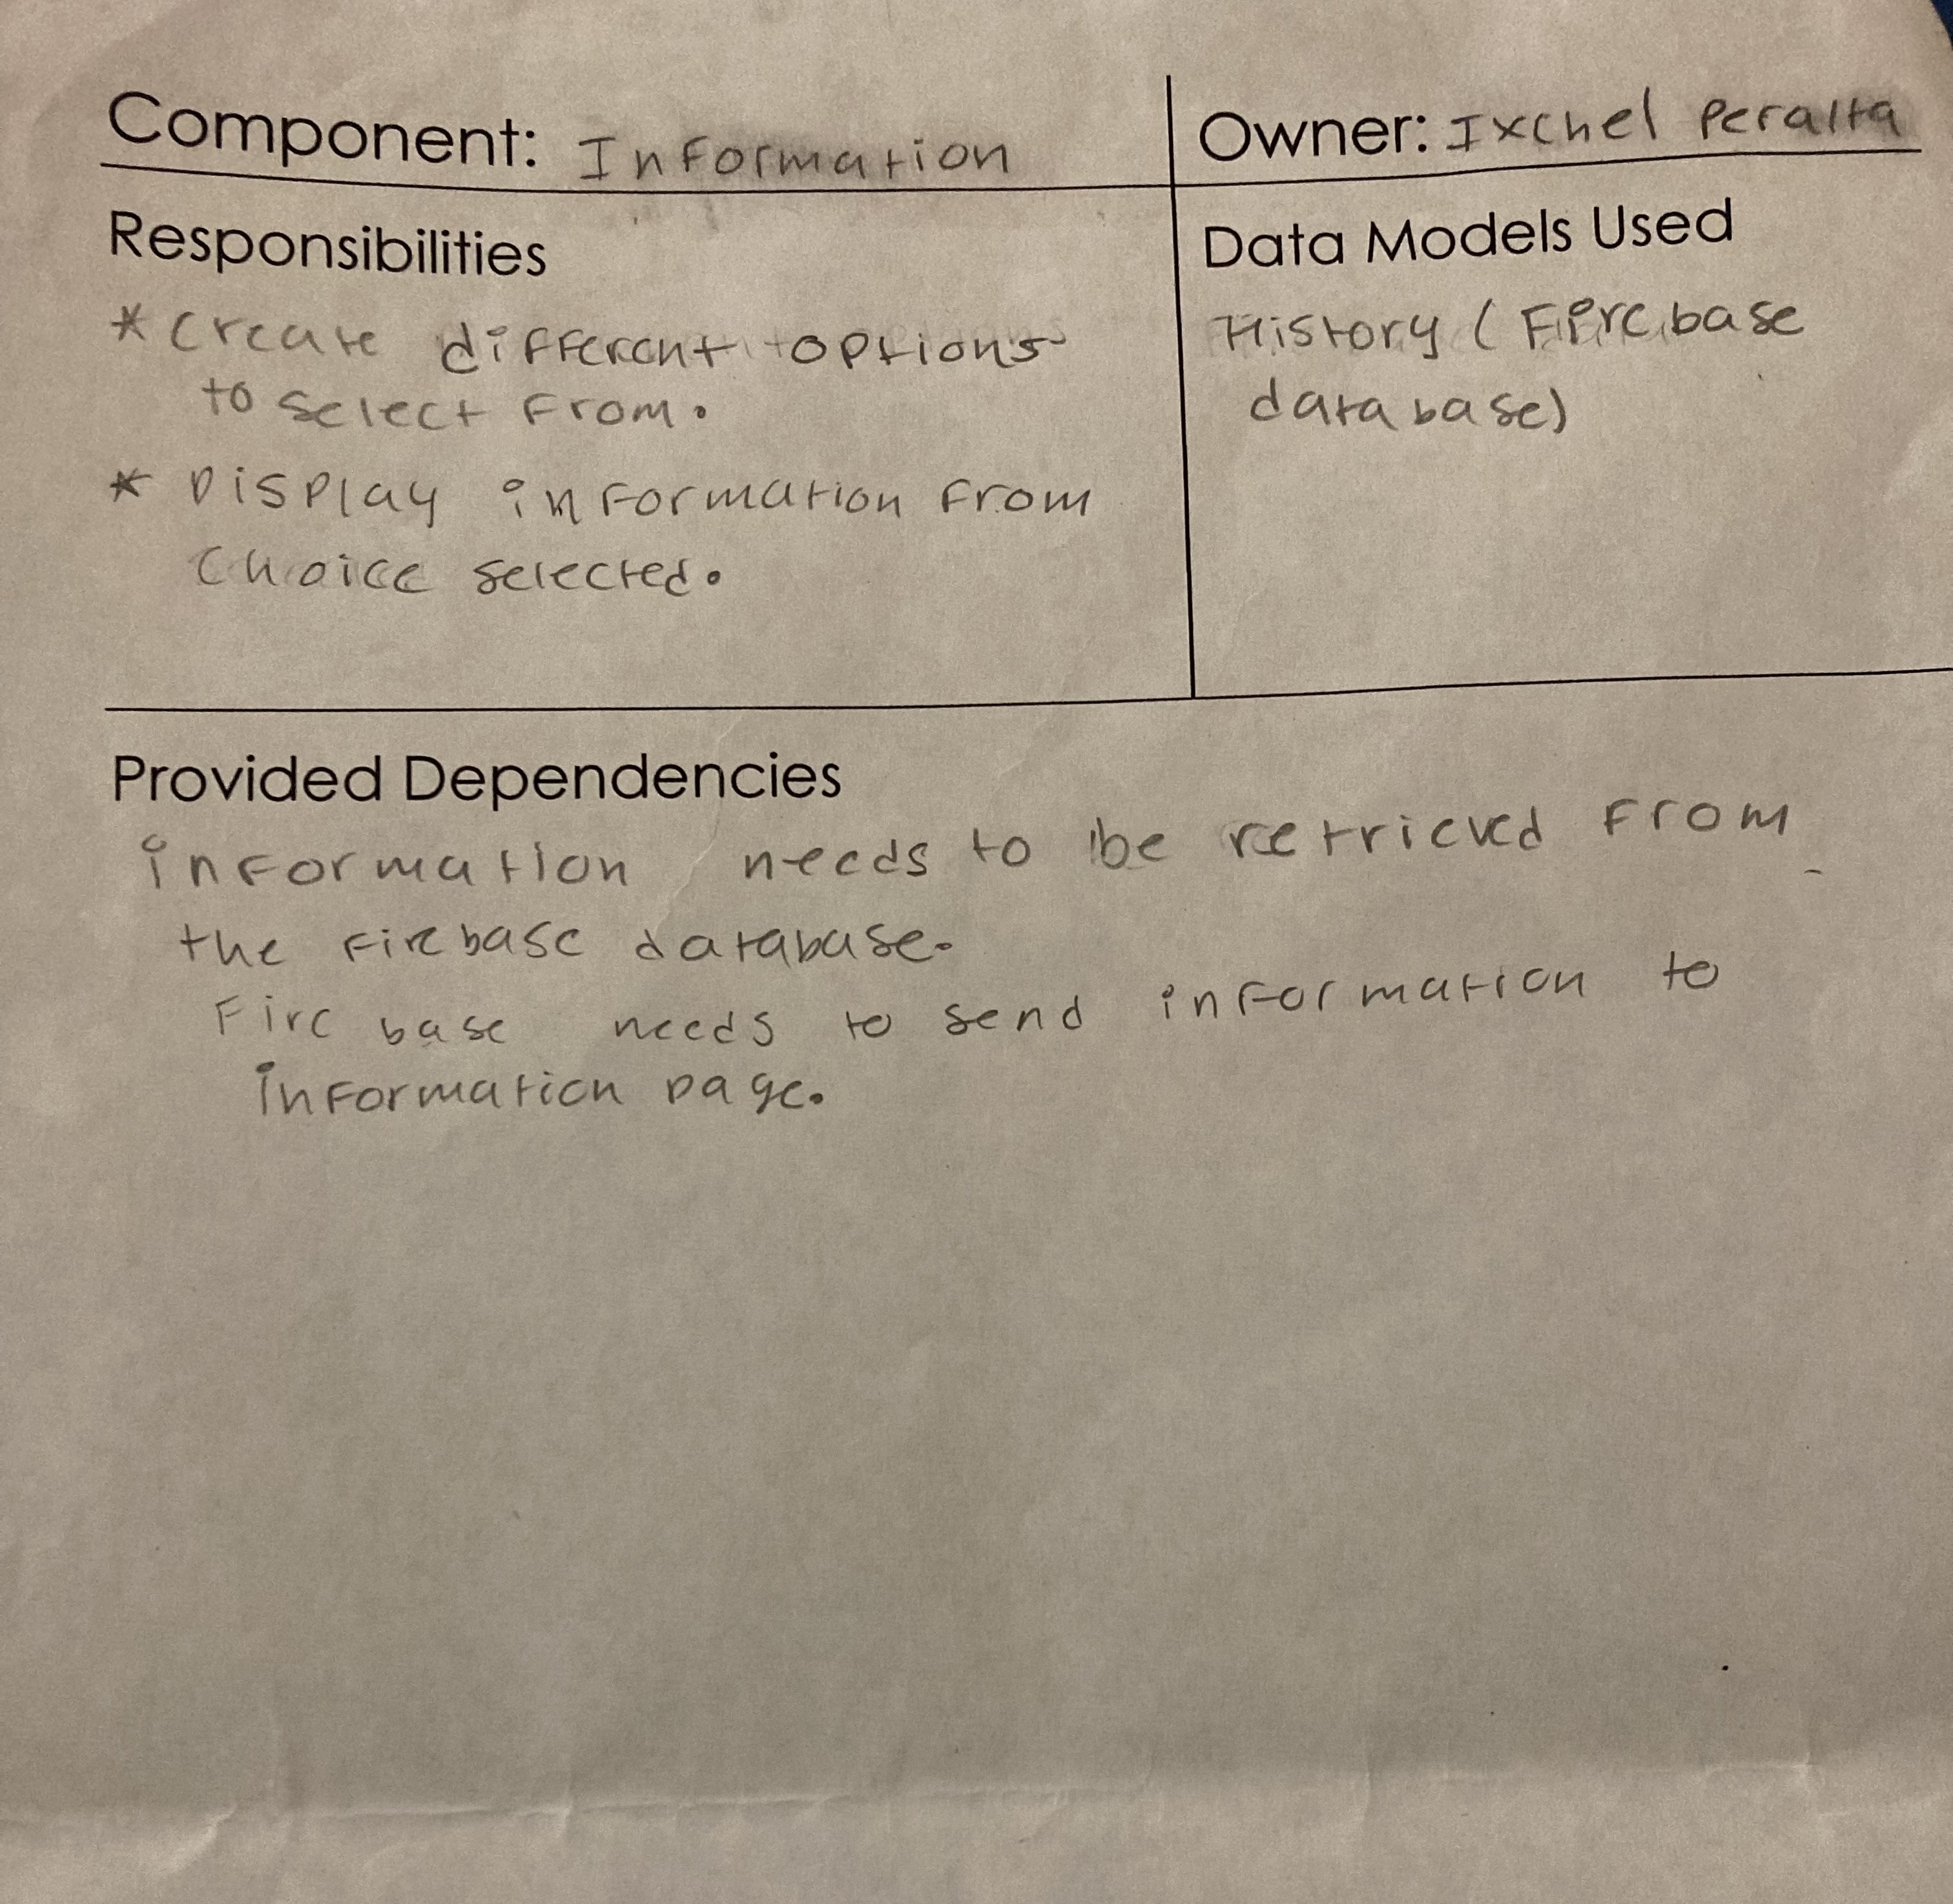 Component: Information
Owner: Ixchel Peralta
Responsibilities
* Create different options
to select from.
* Display information from
choice selected.
Data Models Used
History (Firebase
database)
Provided Dependencies
information needs to be retrieved from
the firebase database.
Fire base needs to send information to
information page.